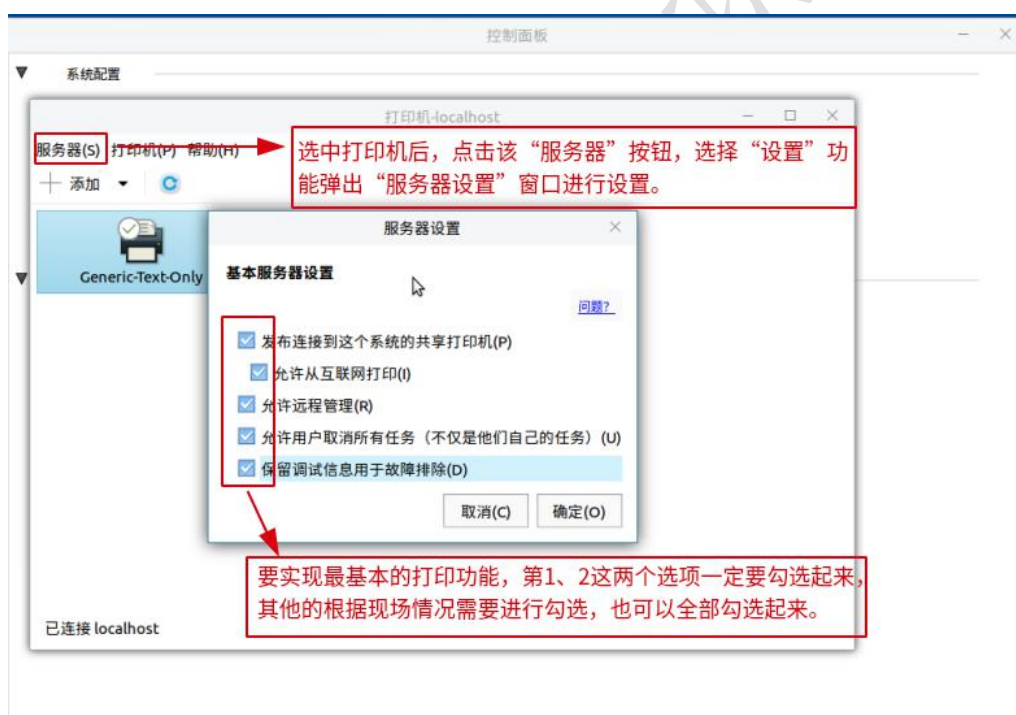 控制面板
系统配置
打印机-localhost
服务器(S) 打印机(P) 帮助(H)
选中打印机后，点击该“服务器”按钮，选择“设置”功
能弹出“服务器设置”窗口进行设置。
添加
服务器设置
Generic-Text-Only
基本服务器设置
问题?
发布连接到这个系统的共享打印机(P)
允许从互联网打印(I)
允许远程管理(R)
允许用户取消所有任务（不仅是他们自己的任务）(U)
保留调试信息用于故障排除(D)
取消(C) 确定(O)
要实现最基本的打印功能，第1、2这两个选项一定要勾选起来，
其他的根据现场情况需要进行勾选，也可以全部勾选起来。
已连接 localhost